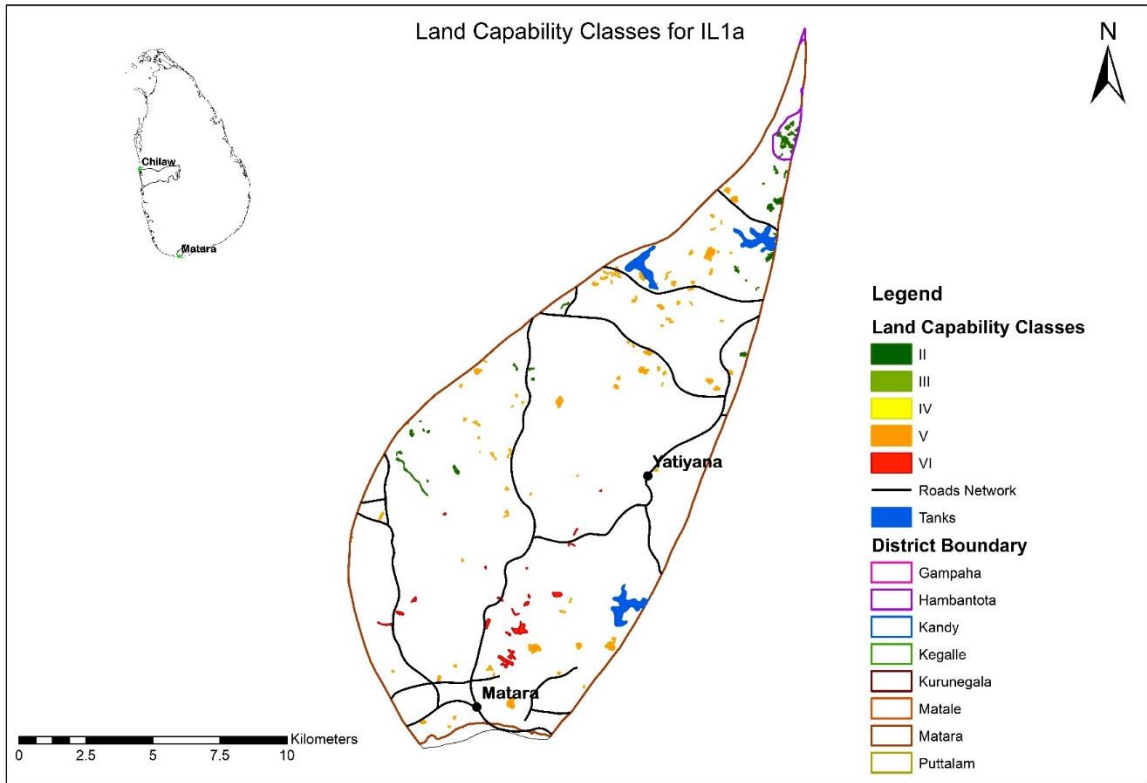 Land Capability Classes for IL1a
N
Chilaw
Matara
Legend
Land Capability Classes
II
III
IV
V
VI
Roads Network
Tanks
District Boundary
Gampaha
Hambantota
Kandy
Kegalle
Kurunegala
Matale
Matara
Puttalam
Yatiyana
Matara
Kilometers
0 2.5 5 7.5 10